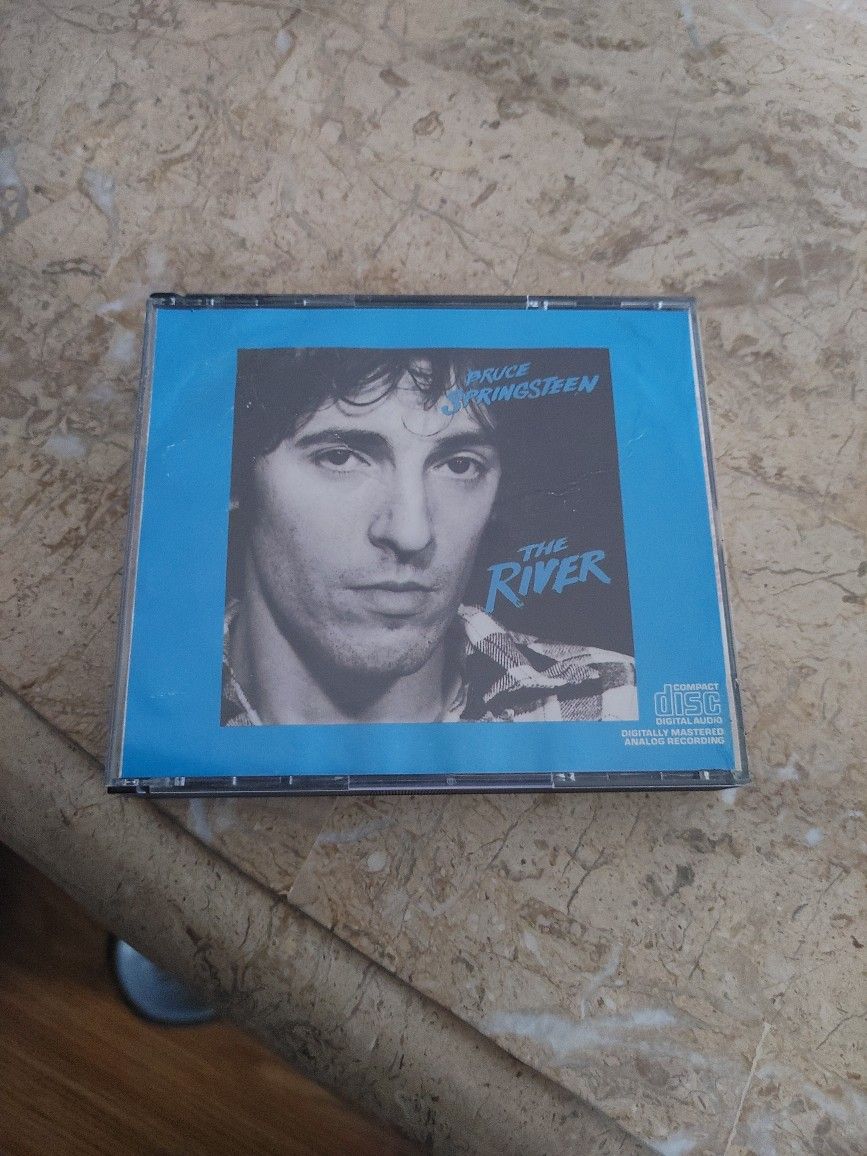 BRUCE
SPRINGSTEEN
THE
RIVER
COMPACT
disc
DIGITAL AUDIO
DIGITALLY MASTERED
ANALOG RECORDING